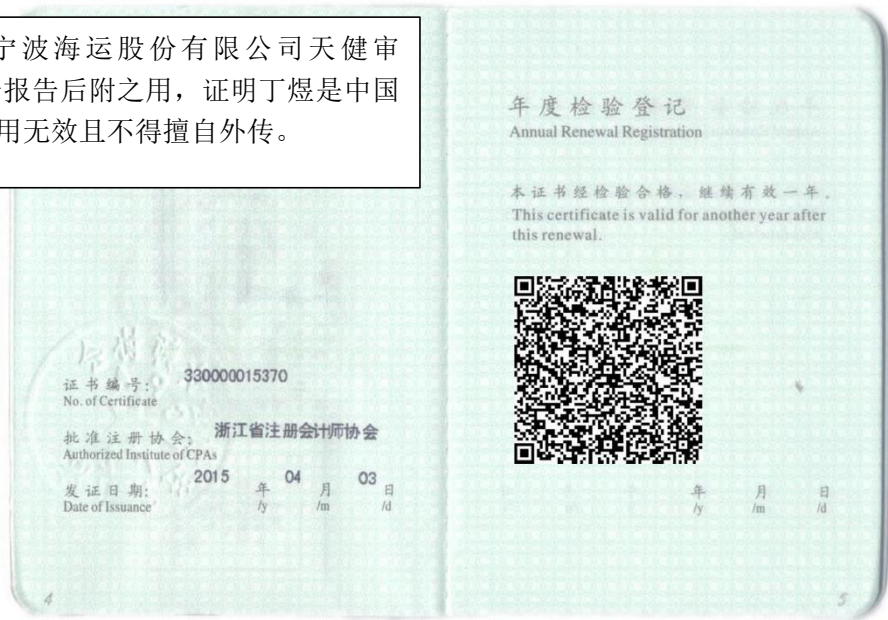 宁波海运股份有限公司天健审
报告后附之用，证明丁煜是中国
用无效且不得擅自外传。
证书编号：
330000015370
No. of Certificate
批准注册协会：
浙江省注册会计师协会
Authorized Institute of CPAs
发证日期：
2015 年 04 月 03 日
Date of Issuance /y /m /d
4
年度检验登记
Annual Renewal Registration
本证书经检验合格，继续有效一年。
This certificate is valid for another year after
this renewal.
年 月 日
/y /m /d
5